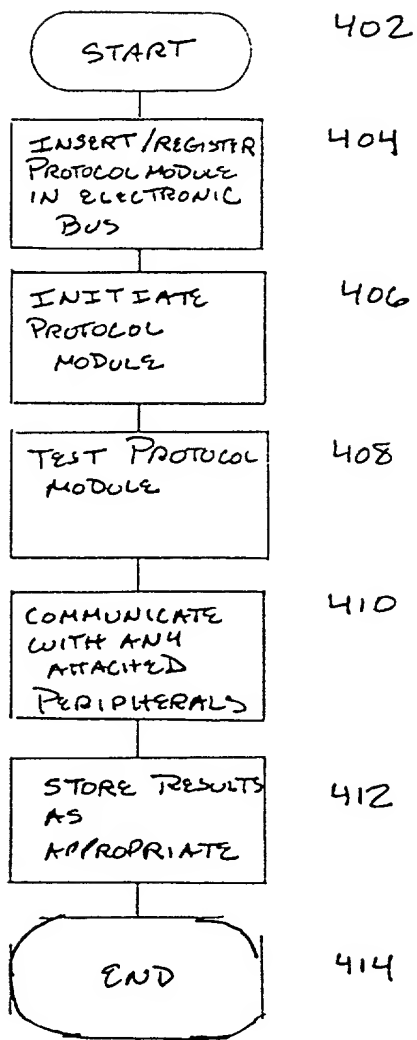 START
402
INSERT/REGISTER
PROTOCOL MODULE
IN ELECTRONIC
BUS
404
INITIATE
PROTOCOL
MODULE
406
TEST PROTOCOL
MODULE
408
COMMUNICATE
WITH ANY
ATTACHED
PERIPHERALS
410
STORE RESULTS
AS
APPROPRIATE
412
END
414